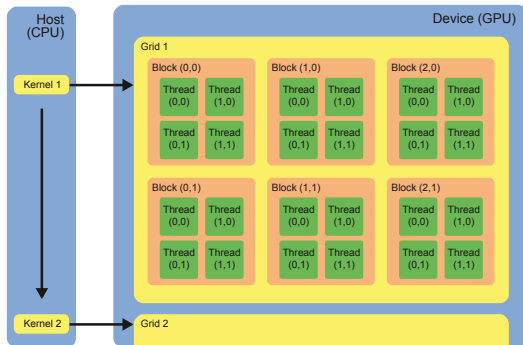 Host
(CPU)
Device (GPU)
Grid 1
Kernel 1
Block (0,0)
Block (1,0)
Block (2,0)
Thread
(0,0)
Thread
(1,0)
Thread
(0,0)
Thread
(1,0)
Thread
(0,0)
Thread
(1,0)
Thread
(0,1)
Thread
(1,1)
Thread
(0,1)
Thread
(1,1)
Thread
(0,1)
Thread
(1,1)
Block (0,1)
Block (1,1)
Block (2,1)
Thread
(0,0)
Thread
(1,0)
Thread
(0,0)
Thread
(1,0)
Thread
(0,0)
Thread
(1,0)
Thread
(0,1)
Thread
(1,1)
Thread
(0,1)
Thread
(1,1)
Thread
(0,1)
Thread
(1,1)
Kernel 2
Grid 2